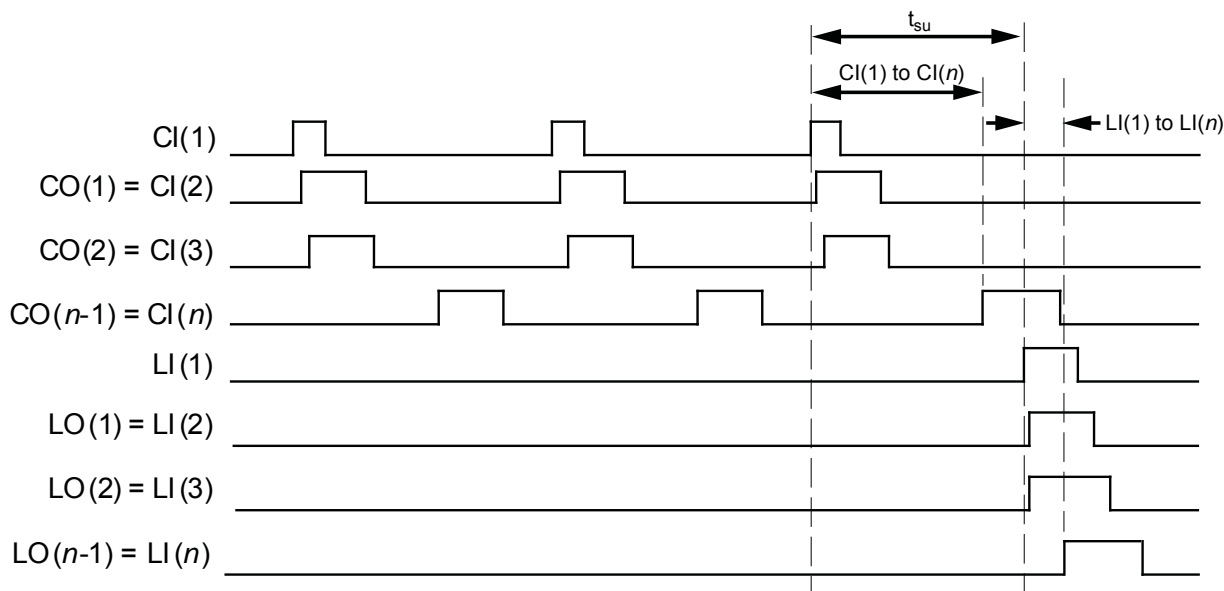 tsu
CI(1) to CI(n)
LI(1) to LI(n)
CI(1)
CO(1) = CI(2)
CO(2) = CI(3)
CO(n-1) = CI(n)
LI(1)
LO(1) = LI(2)
LO(2) = LI(3)
LO(n-1) = LI(n)